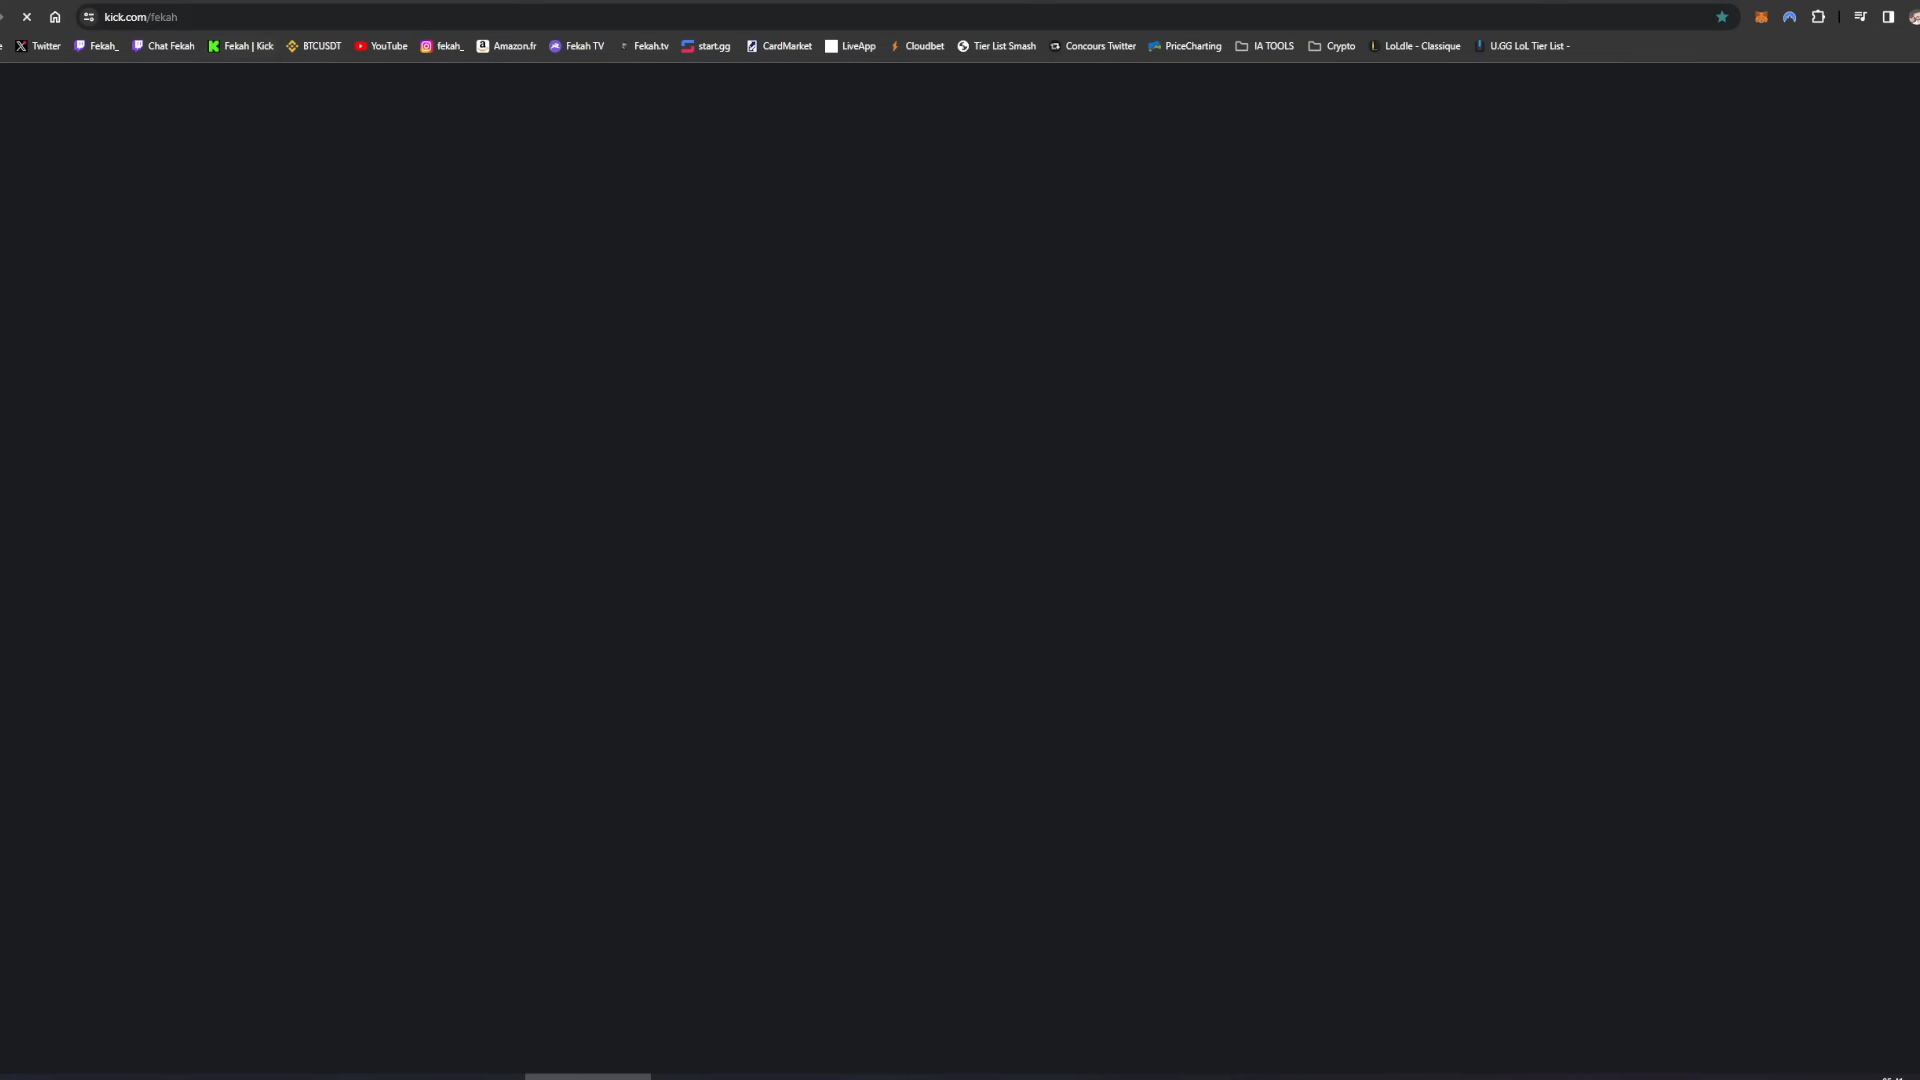 kick.com/fekah
Twitter Fekah_ Chat Fekah Fekah | Kick BTCUSDT YouTube fekah_ Amazon.fr Fekah TV Fekah.tv start.gg CardMarket LiveApp Cloudbet Tier List Smash Concours Twitter PriceCharting IA TOOLS Crypto LoLdle - Classique U.GG LoL Tier List -